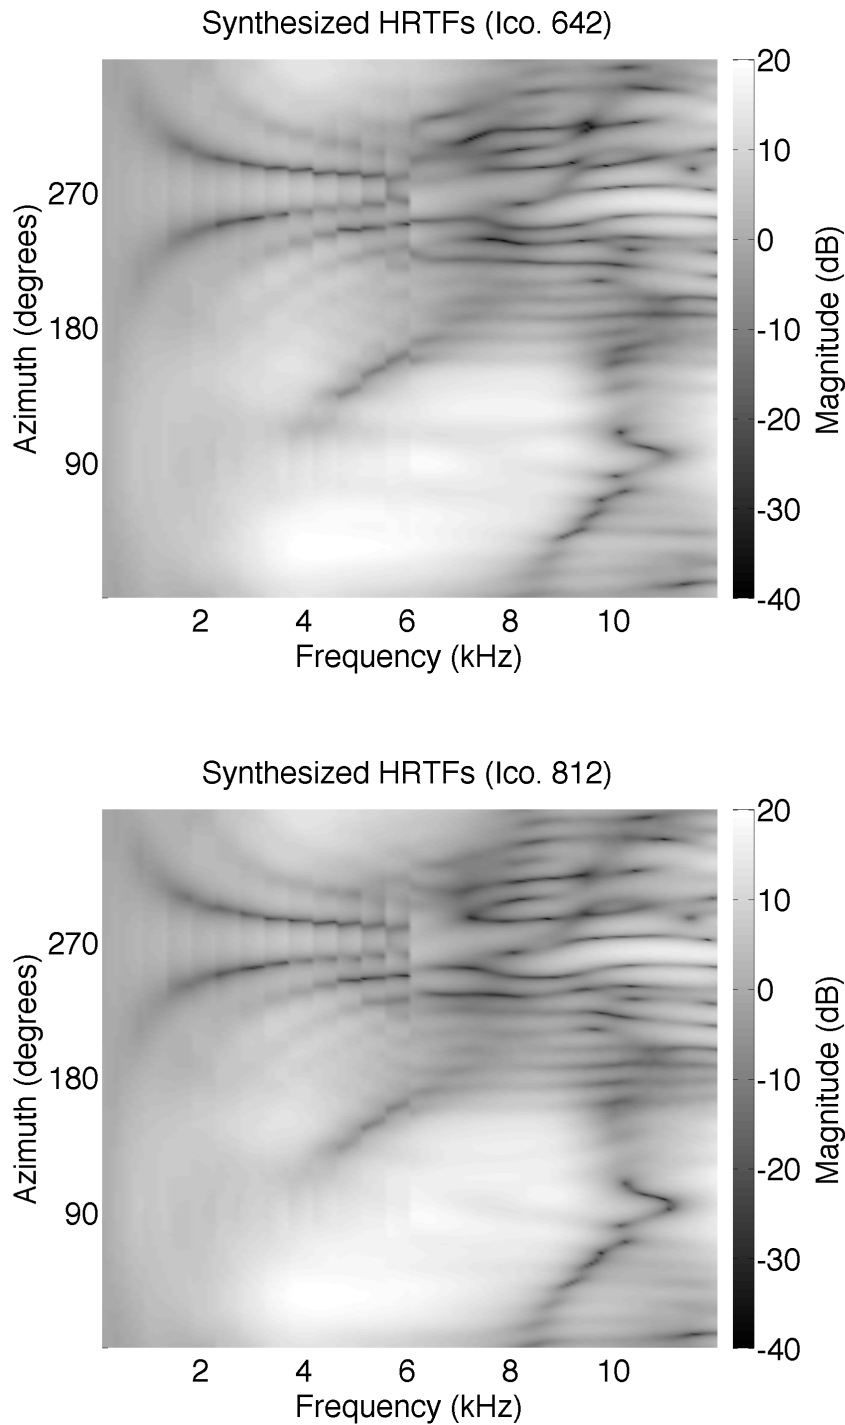 Synthesized HRTFs (Ico. 642)
20
10
0
-10
-20
-30
-40
Magnitude (dB)
270
180
90
Azimuth (degrees)
2 4 6 8 10
Frequency (kHz)
Synthesized HRTFs (Ico. 812)
20
10
0
-10
-20
-30
-40
Magnitude (dB)
270
180
90
Azimuth (degrees)
2 4 6 8 10
Frequency (kHz)